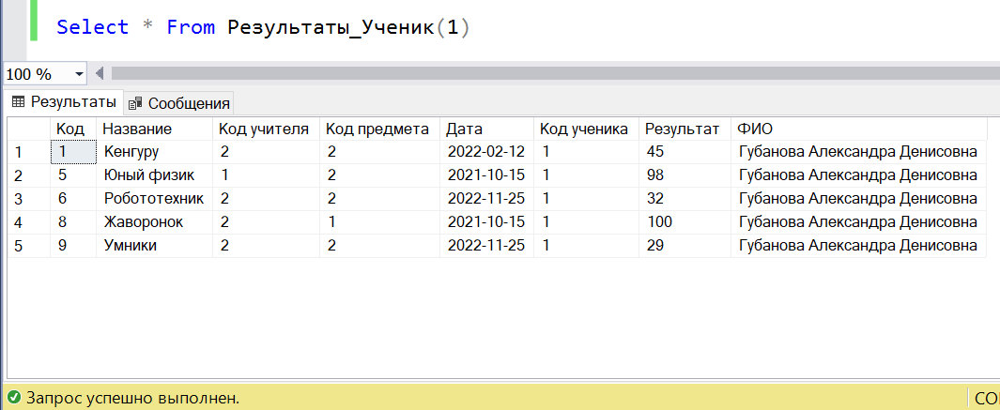 Select * From Результаты_Ученик(1)
100 %
Результаты Сообщения
Код Название Код учителя Код предмета Дата Код ученика Результат ФИО
1 1 Кенгуру 2 2 2022-02-12 1 45 Губанова Александра Денисовна
2 5 Юный физик 1 2 2021-10-15 1 98 Губанова Александра Денисовна
3 6 Робототехник 2 2 2022-11-25 1 32 Губанова Александра Денисовна
4 8 Жаворонок 2 1 2021-10-15 1 100 Губанова Александра Денисовна
5 9 Умники 2 2 2022-11-25 1 29 Губанова Александра Денисовна
Запрос успешно выполнен.